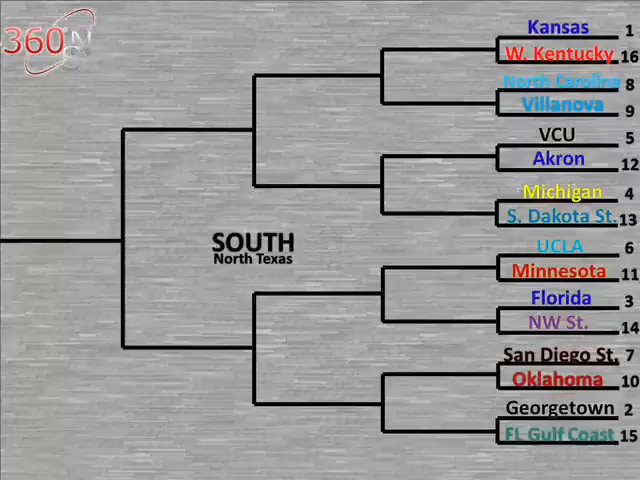 360
Kansas 1
W. Kentucky 16
North Carolina 8
Villanova 9
VCU 5
Akron 12
Michigan 4
S. Dakota St. 13
SOUTH
North Texas
UCLA 6
Minnesota 11
Florida 3
NW St. 14
San Diego St. 7
Oklahoma 10
Georgetown 2
FL Gulf Coast 15